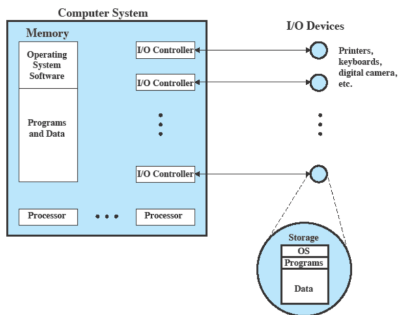 Computer System
I/O Devices
Memory
Operating
System
Software
Programs
and Data
I/O Controller
I/O Controller
I/O Controller
Printers,
keyboards,
digital camera,
etc.
Processor
Processor
Storage
OS
Programs
Data